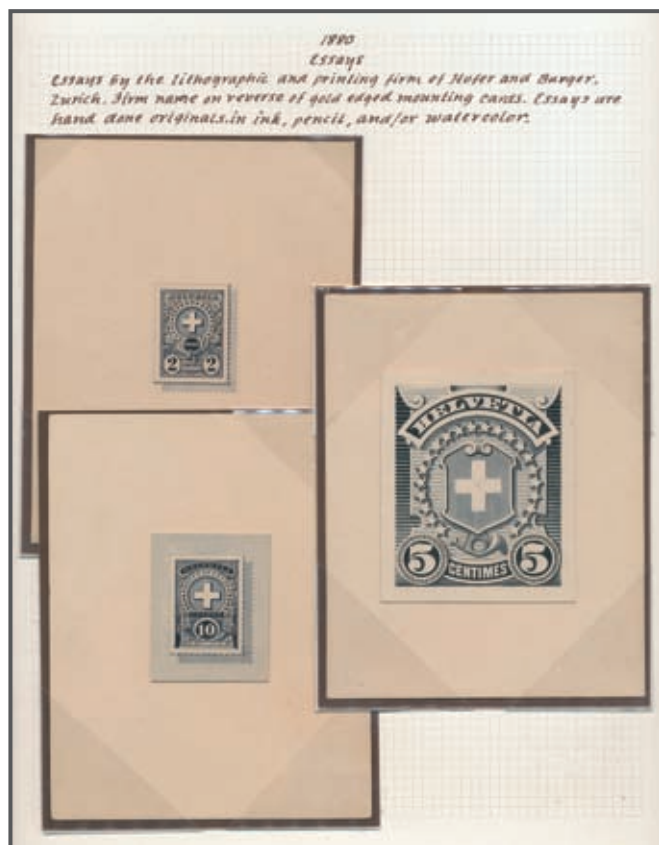 1880
Essays
Essays by the lithographic and printing firm of Hofer and Burger,
Zurich. Firm name on reverse of gold edged mounting cards. Essays are
hand done originals in ink, pencil, and/or watercolor.
HELVETIA
2 2
HELVETIA
5 CENTIMES 5
HELVETIA
10